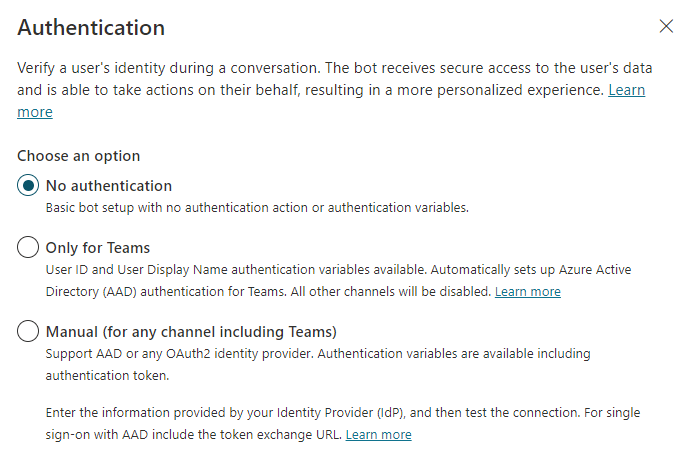 Authentication
Verify a user's identity during a conversation. The bot receives secure access to the user's data
and is able to take actions on their behalf, resulting in a more personalized experience. Learn
more
Choose an option
No authentication
Basic bot setup with no authentication action or authentication variables.
Only for Teams
User ID and User Display Name authentication variables available. Automatically sets up Azure Active
Directory (AAD) authentication for Teams. All other channels will be disabled. Learn more
Manual (for any channel including Teams)
Support AAD or any OAuth2 identity provider. Authentication variables are available including
authentication token.
Enter the information provided by your Identity Provider (IdP), and then test the connection. For single
sign-on with AAD include the token exchange URL. Learn more